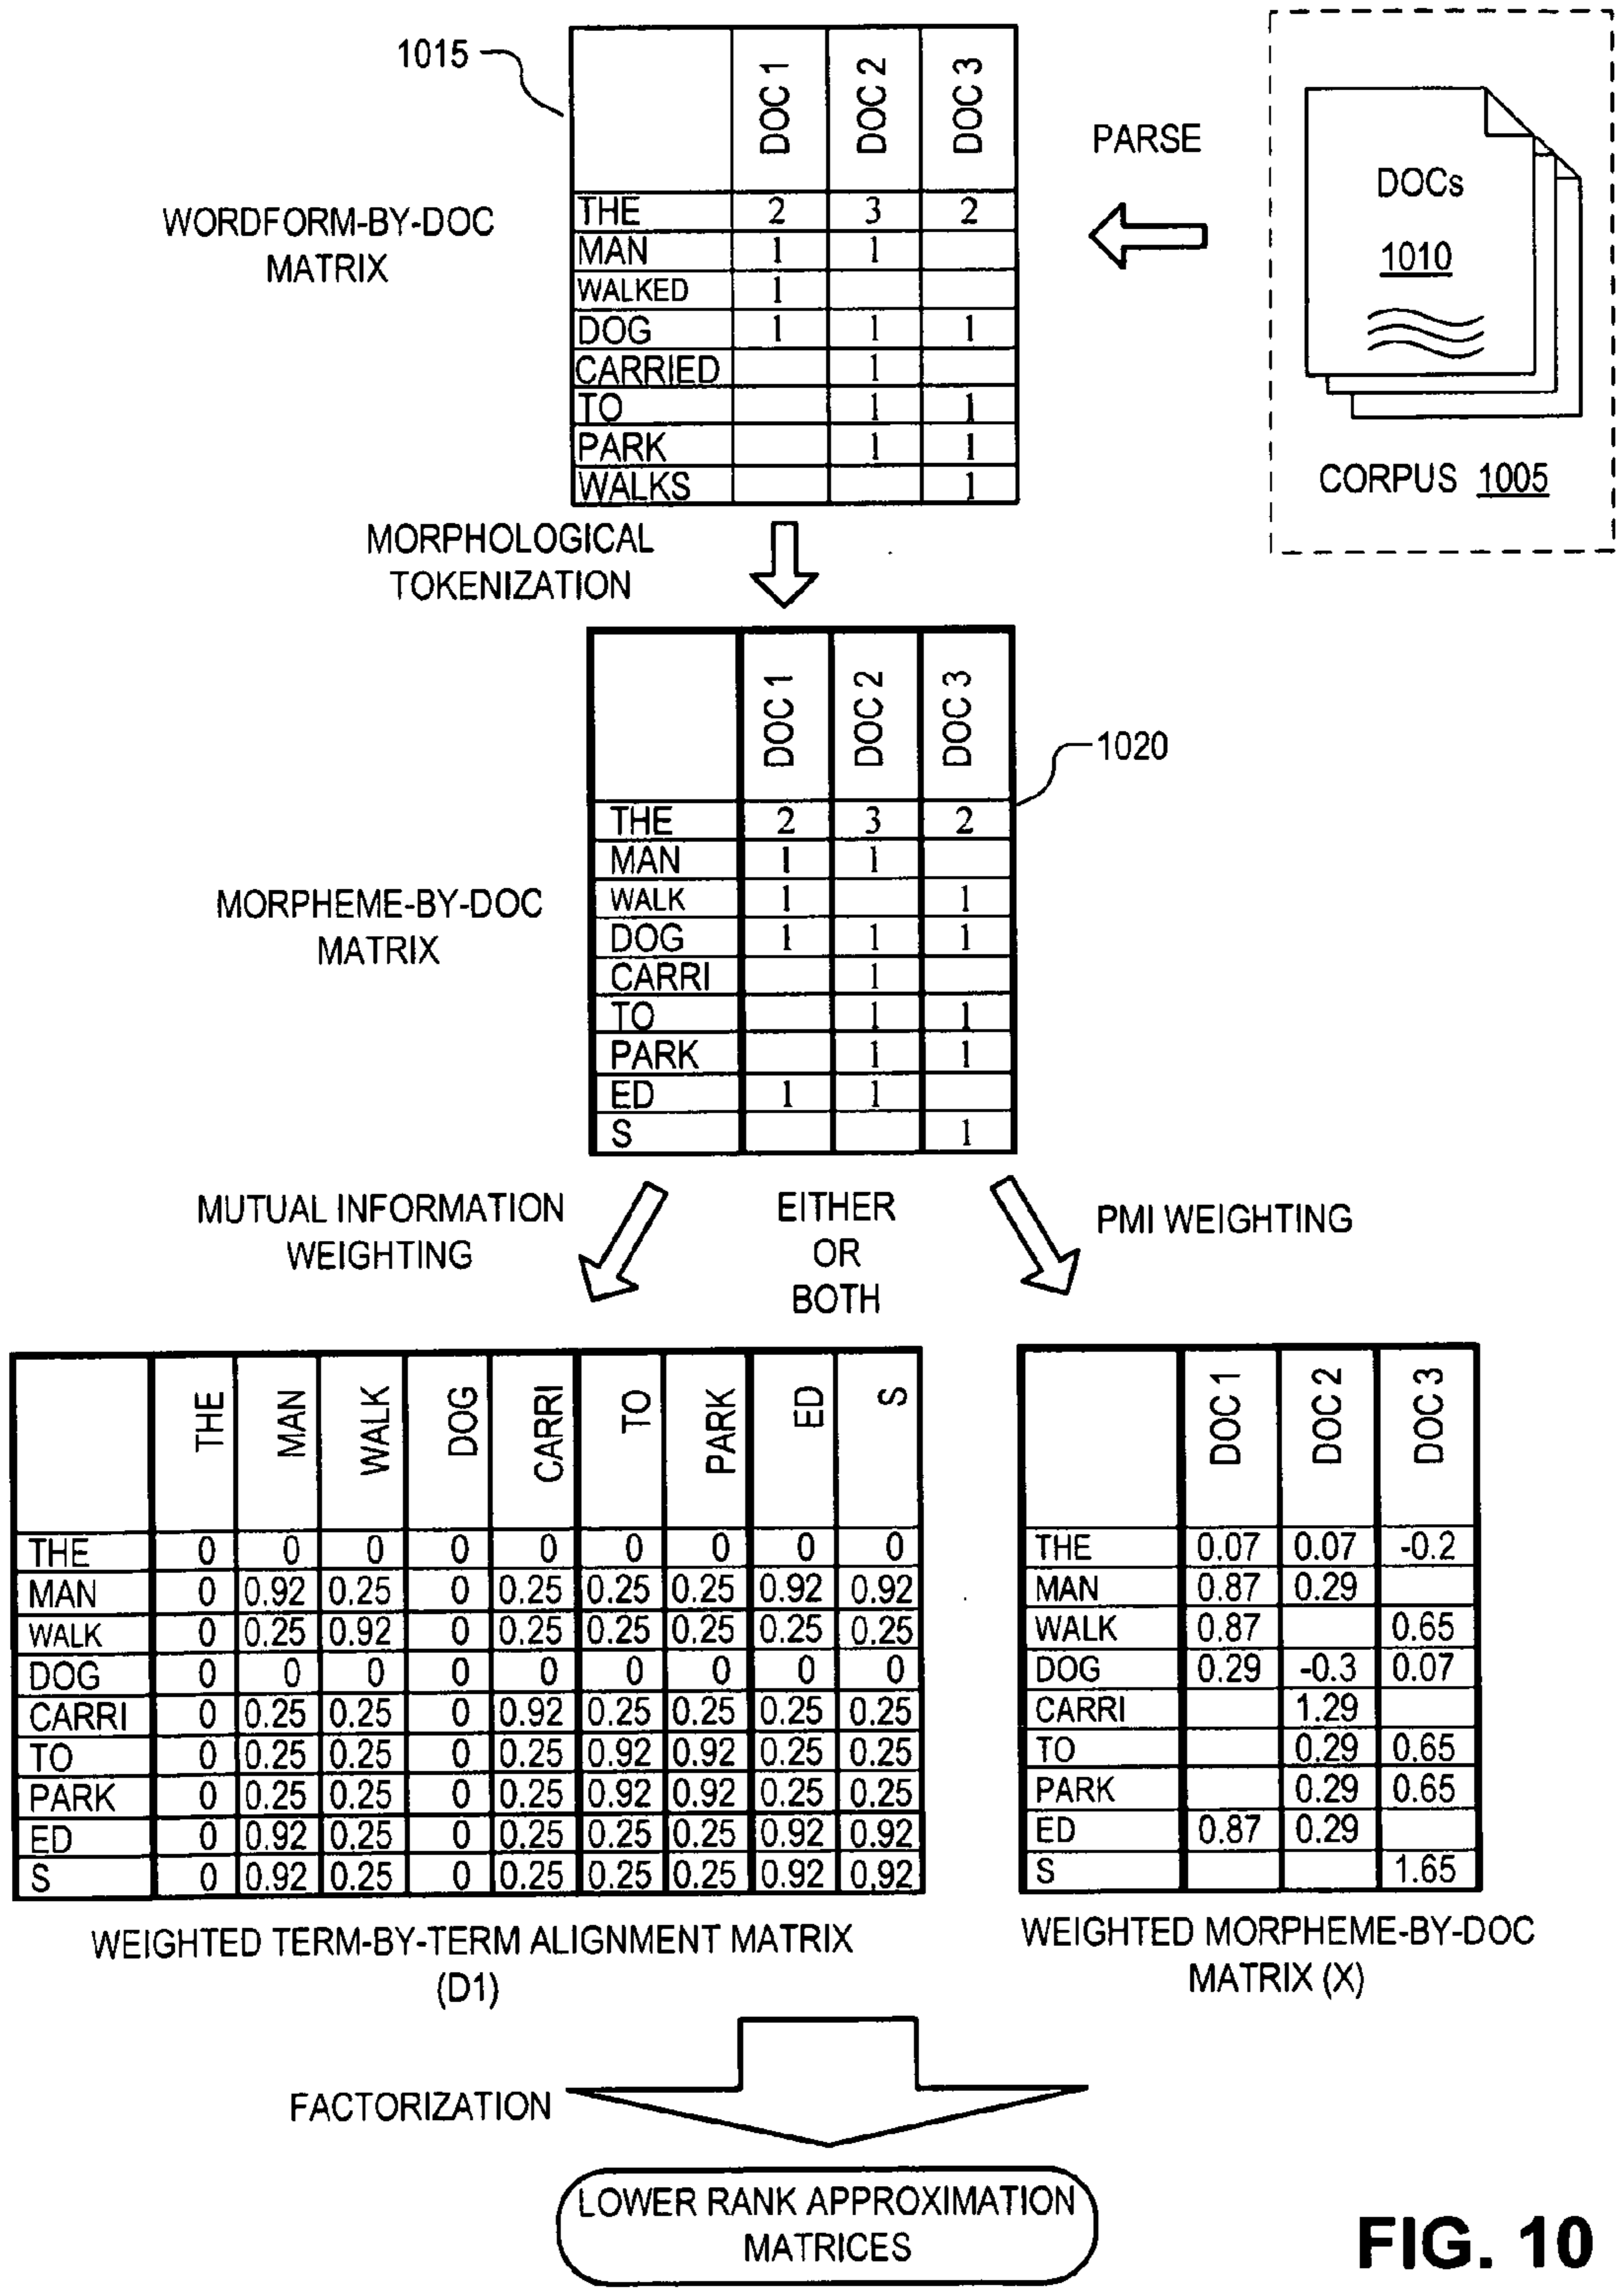 1015
DOC 1 DOC 2 DOC 3
THE 2 3 2
MAN 1 1
WALKED 1
DOG 1 1 1
CARRIED 1
TO 1 1
PARK 1 1
WALKS 1
WORDFORM-BY-DOC
MATRIX
PARSE
DOCs
1010
CORPUS 1005
MORPHOLOGICAL
TOKENIZATION
DOC 1 DOC 2 DOC 3
1020
THE 2 3 2
MAN 1 1
WALK 1 1
DOG 1 1 1
CARRI 1
TO 1 1
PARK 1 1
ED 1 1
S 1
MORPHEME-BY-DOC
MATRIX
MUTUAL INFORMATION
WEIGHTING
EITHER
OR
BOTH
PMI WEIGHTING
THE MAN WALK DOG CARRI TO PARK ED S
THE 0 0 0 0 0 0 0 0 0
MAN 0 0.92 0.25 0 0.25 0.25 0.25 0.92 0.92
WALK 0 0.25 0.92 0 0.25 0.25 0.25 0.25 0.25
DOG 0 0 0 0 0 0 0 0 0
CARRI 0 0.25 0.25 0 0.92 0.25 0.25 0.25 0.25
TO 0 0.25 0.25 0 0.25 0.92 0.92 0.25 0.25
PARK 0 0.25 0.25 0 0.25 0.92 0.92 0.25 0.25
ED 0 0.92 0.25 0 0.25 0.25 0.25 0.92 0.92
S 0 0.92 0.25 0 0.25 0.25 0.25 0.92 0.92
WEIGHTED TERM-BY-TERM ALIGNMENT MATRIX
(D1)
DOC 1 DOC 2 DOC 3
THE 0.07 0.07 -0.2
MAN 0.87 0.29
WALK 0.87 0.65
DOG 0.29 -0.3 0.07
CARRI 1.29
TO 0.29 0.65
PARK 0.29 0.65
ED 0.87 0.29
S 1.65
WEIGHTED MORPHEME-BY-DOC
MATRIX (X)
FACTORIZATION
LOWER RANK APPROXIMATION
MATRICES
FIG. 10